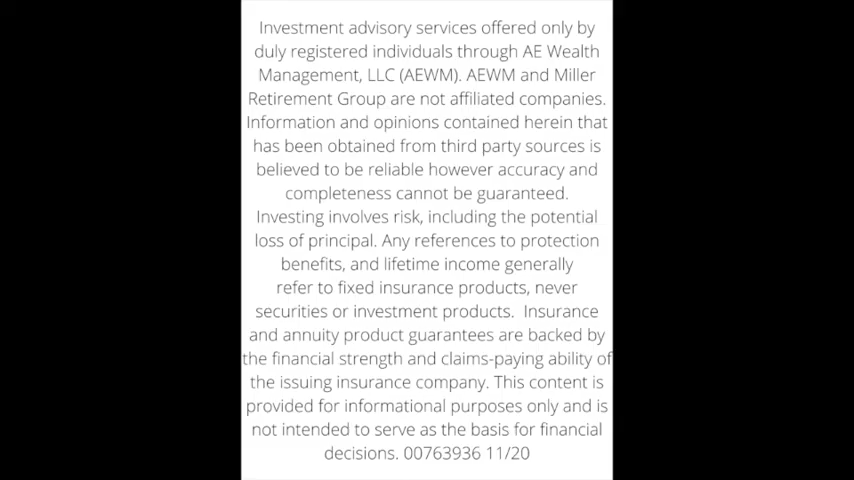 Investment advisory services offered only by
duly registered individuals through AE Wealth
Management, LLC (AEWM). AEWM and Miller
Retirement Group are not affiliated companies.
Information and opinions contained herein that
has been obtained from third party sources is
believed to be reliable however accuracy and
completeness cannot be guaranteed.
Investing involves risk, including the potential
loss of principal. Any references to protection
benefits, and lifetime income generally
refer to fixed insurance products, never
securities or investment products.  Insurance
and annuity product guarantees are backed by
the financial strength and claims-paying ability of
the issuing insurance company. This content is
provided for informational purposes only and is
not intended to serve as the basis for financial
decisions. 00763936 11/20